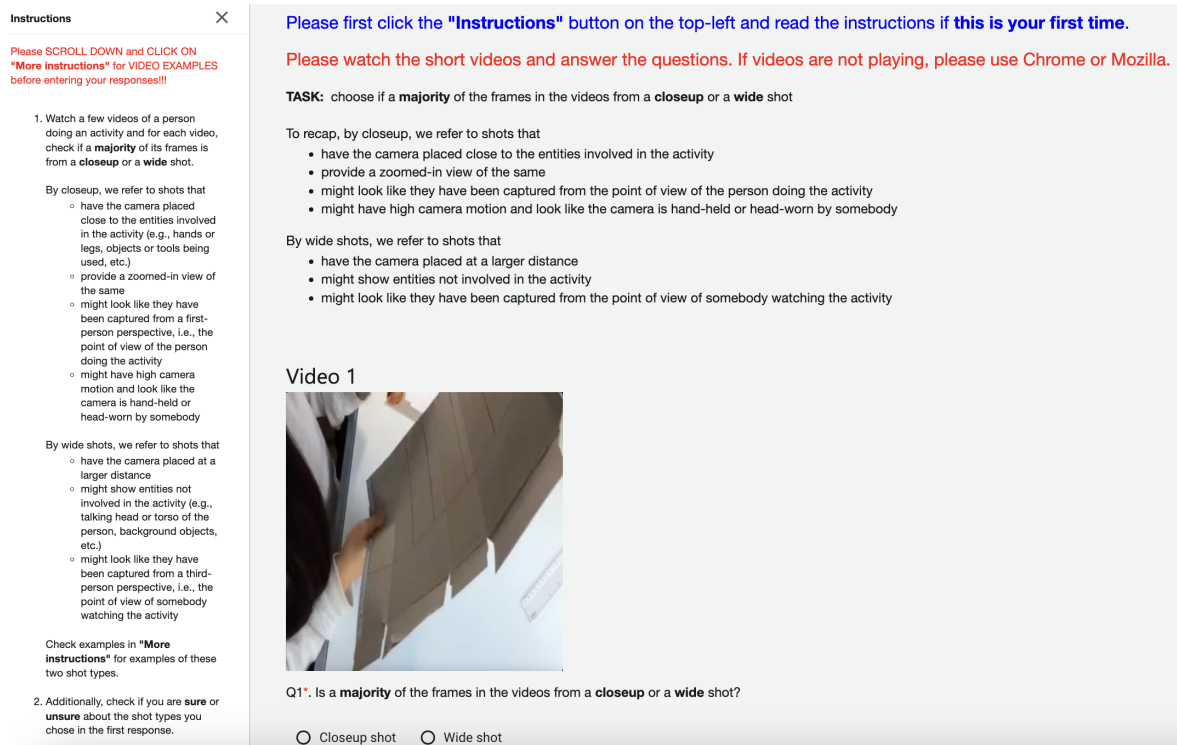 Instructions
Please SCROLL DOWN and CLICK ON
"More instructions" for VIDEO EXAMPLES
before entering your responses!!!
1. Watch a few videos of a person
doing an activity and for each video,
check if a majority of its frames is
from a closeup or a wide shot.
By closeup, we refer to shots that
have the camera placed
close to the entities involved
in the activity (e.g., hands or
legs, objects or tools being
used, etc.)
provide a zoomed-in view of
the same
might look like they have
been captured from a first-
person perspective, i.e., the
point of view of the person
doing the activity
might have high camera
motion and look like the
camera is hand-held or
head-worn by somebody
By wide shots, we refer to shots that
have the camera placed at a
larger distance
might show entities not
involved in the activity (e.g.,
talking head or torso of the
person, background objects,
etc.)
might look like they have
been captured from a third-
person perspective, i.e., the
point of view of somebody
watching the activity
Check examples in "More
instructions" for examples of these
two shot types.
2. Additionally, check if you are sure or
unsure about the shot types you
chose in the first response.
Please first click the "Instructions" button on the top-left and read the instructions if this is your first time.
Please watch the short videos and answer the questions. If videos are not playing, please use Chrome or Mozilla.
TASK: choose if a majority of the frames in the videos from a closeup or a wide shot
To recap, by closeup, we refer to shots that
have the camera placed close to the entities involved in the activity
provide a zoomed-in view of the same
might look like they have been captured from the point of view of the person doing the activity
might have high camera motion and look like the camera is hand-held or head-worn by somebody
By wide shots, we refer to shots that
have the camera placed at a larger distance
might show entities not involved in the activity
might look like they have been captured from the point of view of somebody watching the activity
Video 1
Q1*. Is a majority of the frames in the videos from a closeup or a wide shot?
Closeup shot Wide shot